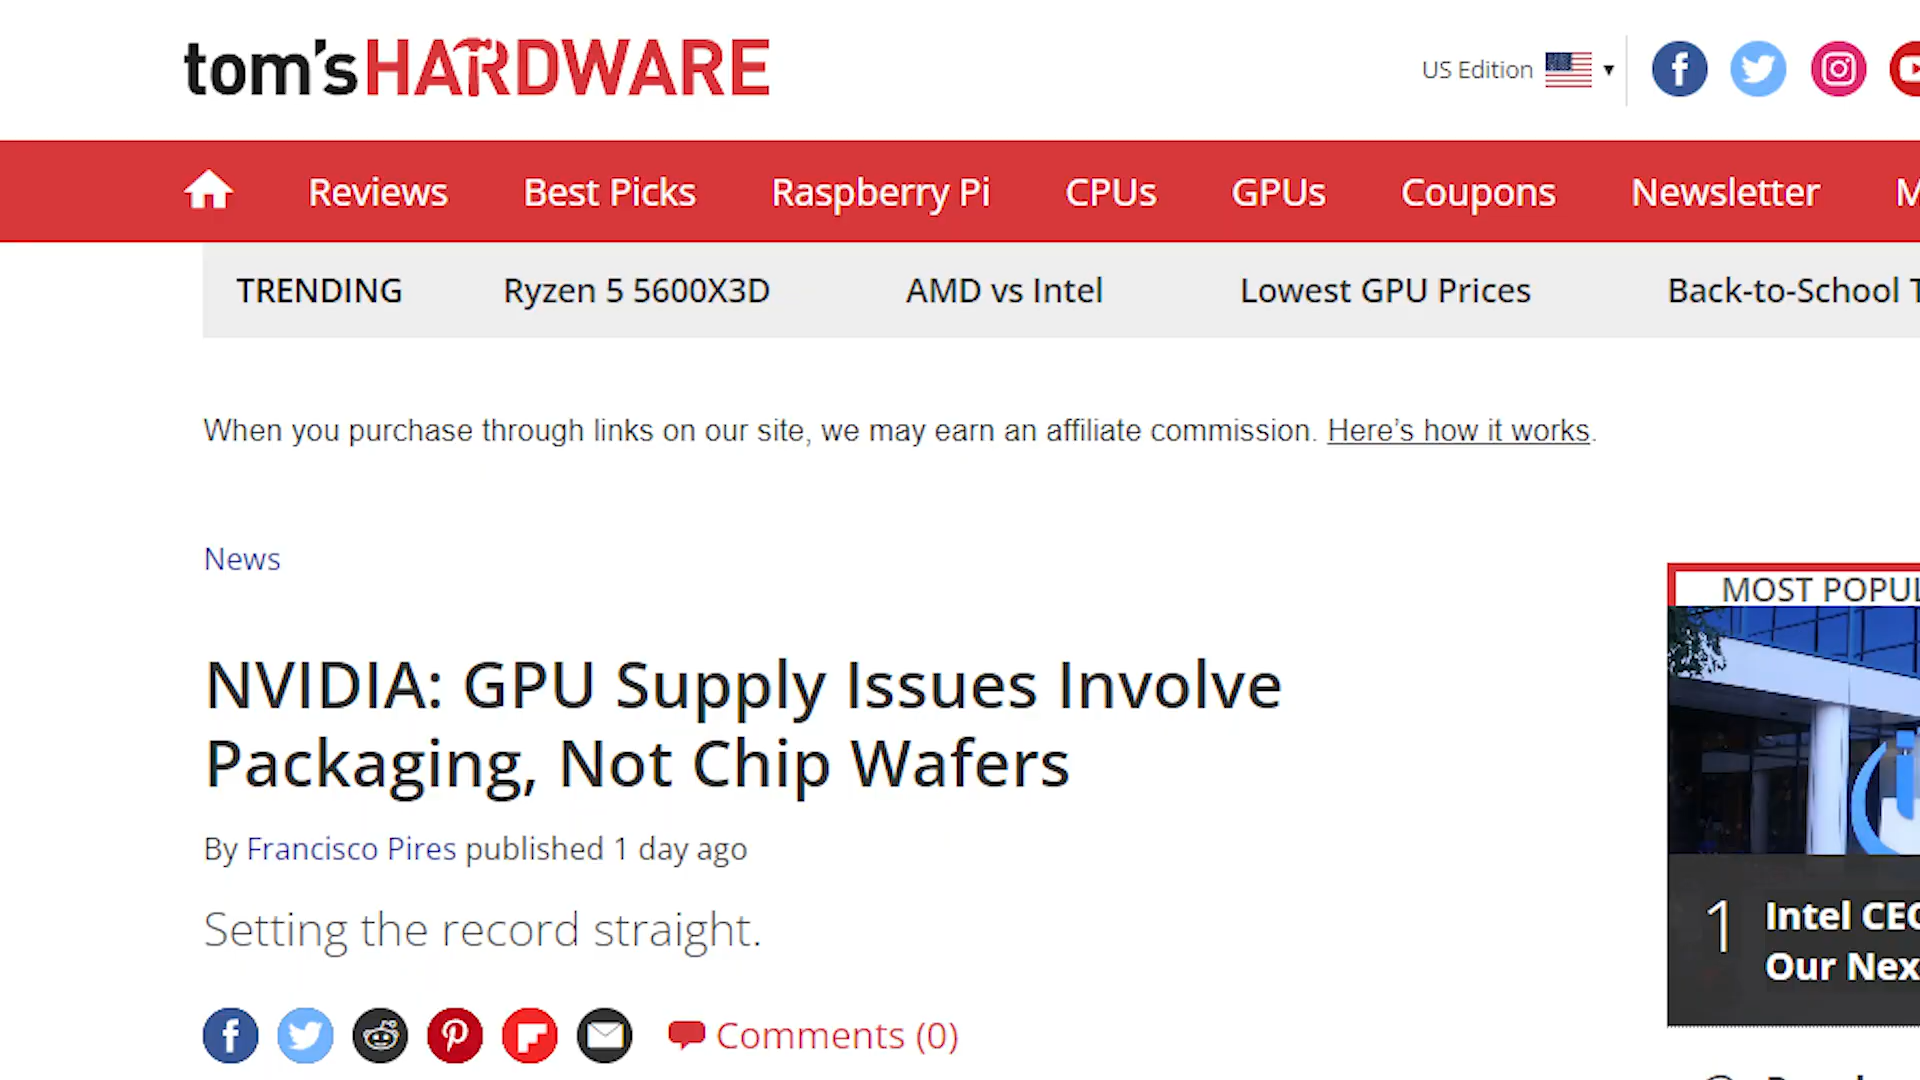 tom'sHARDWARE
US Edition
Reviews Best Picks Raspberry Pi CPUs GPUs Coupons Newsletter M
TRENDING Ryzen 5 5600X3D AMD vs Intel Lowest GPU Prices Back-to-School T
When you purchase through links on our site, we may earn an affiliate commission. Here’s how it works.
News
MOST POPUL
NVIDIA: GPU Supply Issues Involve
Packaging, Not Chip Wafers
By Francisco Pires published 1 day ago
Setting the record straight.
1 Intel CEO
Our Nex
Comments (0)